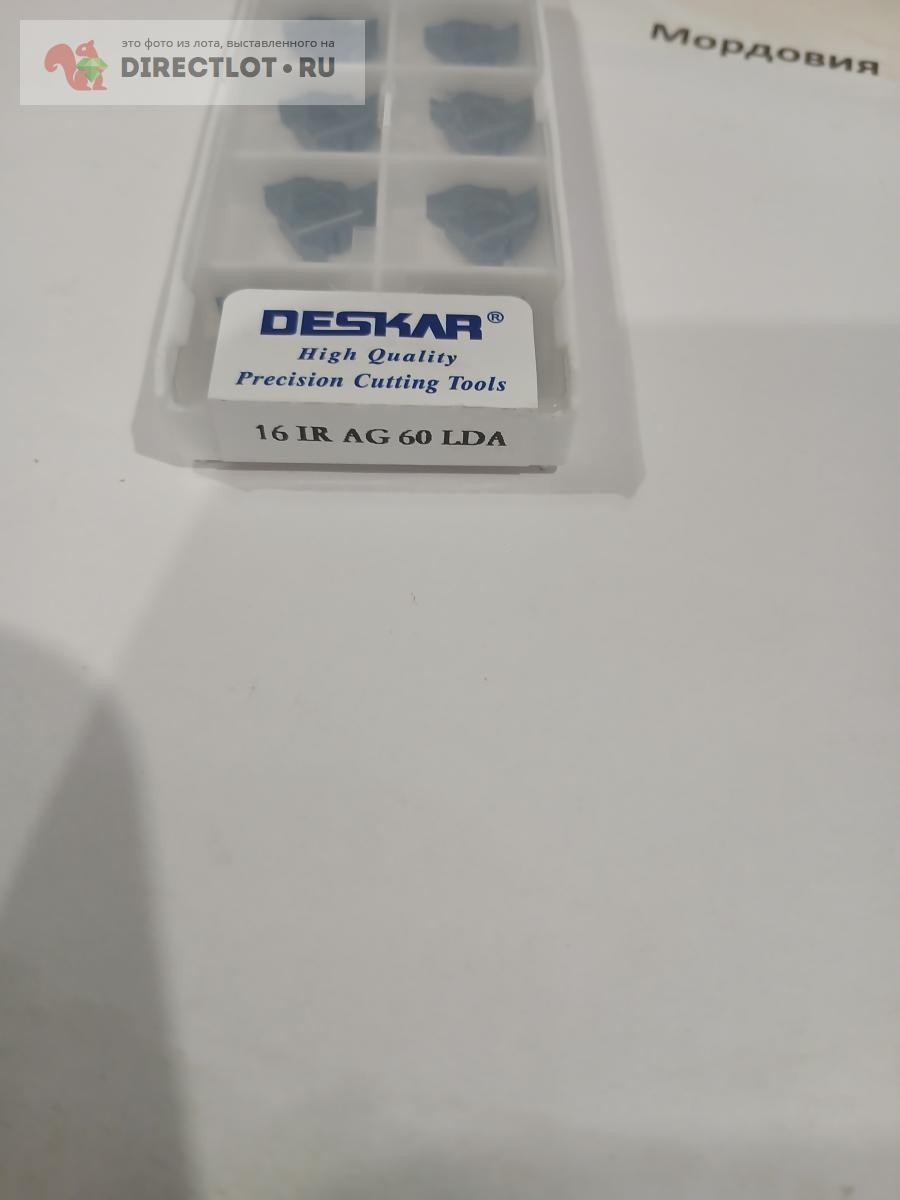 это фото из лота, выставленного на
DIRECTLOT•RU
Мордовия
DESKAR®
High Quality
Precision Cutting Tools
16 IR AG 60 LDA